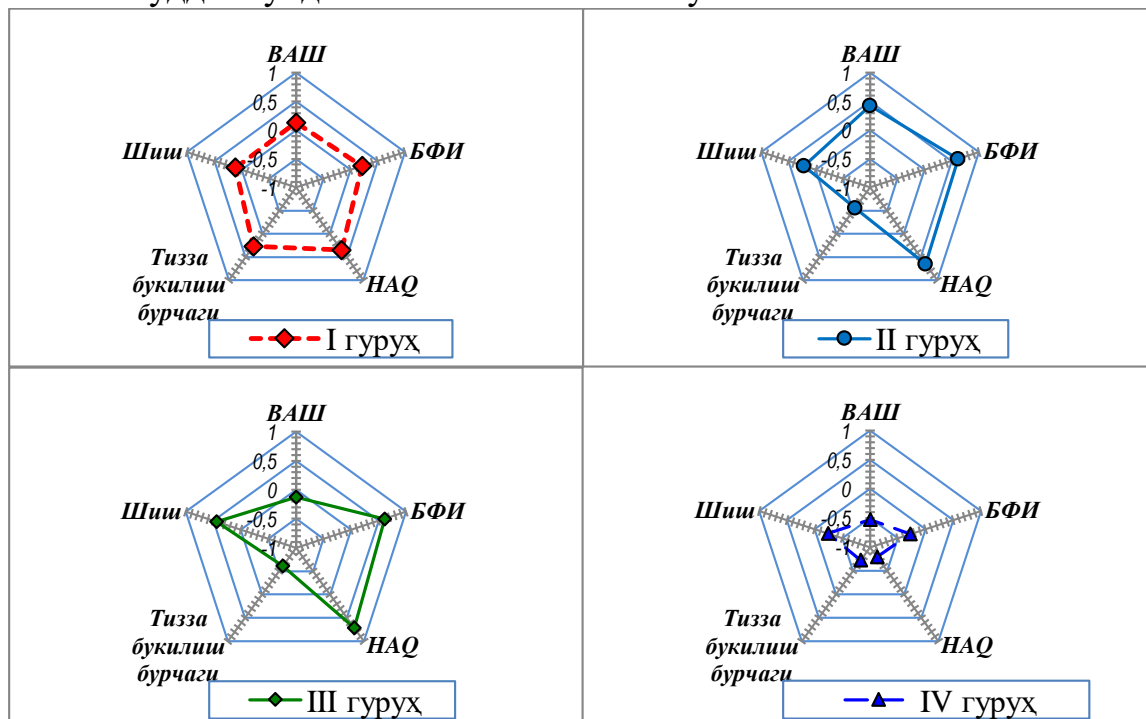 ВАШ
1
0,5
0
-0,5
-1
Шиш
БФИ
Тизза
букилиш
бурчаги
HAQ
I гуруҳ
ВАШ
1
0,5
0
-0,5
-1
Шиш
БФИ
Тизза
букилиш
бурчаги
HAQ
II гуруҳ
ВАШ
1
0,5
0
-0,5
-1
Шиш
БФИ
Тизза
букилиш
бурчаги
HAQ
III гуруҳ
ВАШ
1
0,5
0
-0,5
-1
Шиш
БФИ
Тизза
букилиш
бурчаги
HAQ
IV гуруҳ